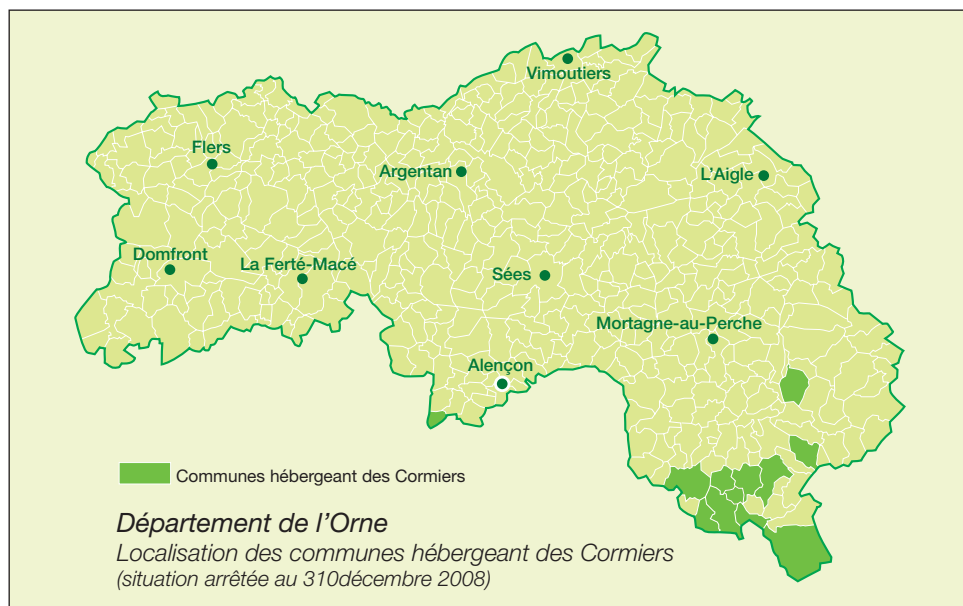 Vimoutiers
Flers
Argentan
L'Aigle
Domfront
La Ferté-Macé
Sées
Mortagne-au-Perche
Alençon
Communes hébergeant des Cormiers
Département de l'Orne
Localisation des communes hébergeant des Cormiers
(situation arrêtée au 310décembre 2008)